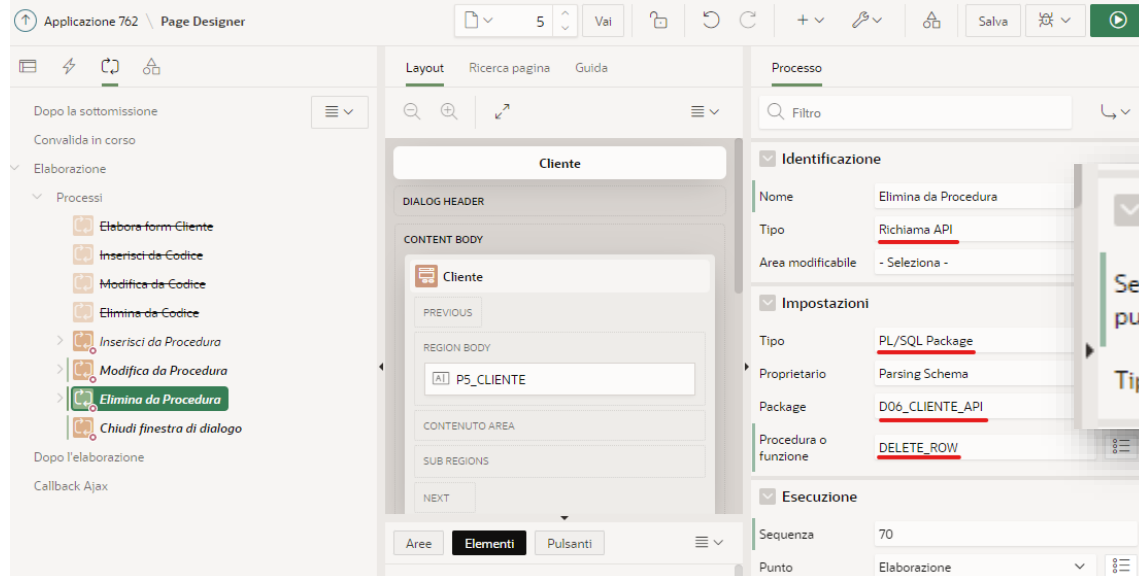 Applicazione 762 \ Page Designer
5
Vai
Salva
Dopo la sottomissione
Convalida in corso
Elaborazione
Processi
Elabora form Cliente
Inserisci da Codice
Modifica da Codice
Elimina da Codice
Inserisci da Procedura
Modifica da Procedura
Elimina da Procedura
Chiudi finestra di dialogo
Dopo l'elaborazione
Callback Ajax
Layout Ricerca pagina Guida
Cliente
DIALOG HEADER
CONTENT BODY
Cliente
PREVIOUS
REGION BODY
P5_CLIENTE
CONTENUTO AREA
SUB REGIONS
NEXT
Aree Elementi Pulsanti
Processo
Filtro
Identificazione
Nome Elimina da Procedura
Tipo Richiama API
Area modificabile - Seleziona -
Impostazioni
Tipo PL/SQL Package
Proprietario Parsing Schema
Package D06_CLIENTE_API
Procedura o
funzione DELETE_ROW
Esecuzione
Sequenza 70
Punto Elaborazione